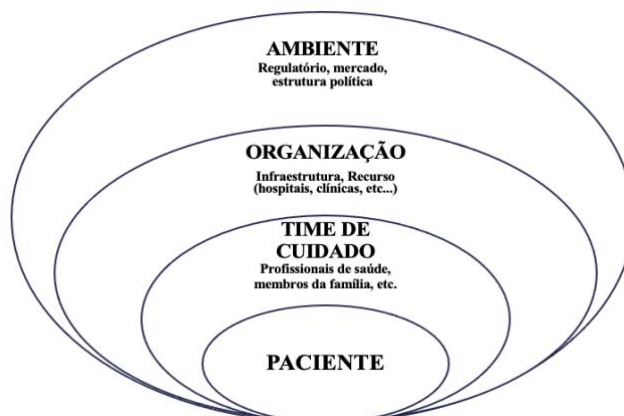 AMBIENTE
Regulatório, mercado,
estrutura política
ORGANIZAÇÃO
Infraestrutura, Recurso
(hospitais, clínicas, etc...)
TIME DE
CUIDADO
Profissionais de saúde,
membros da família, etc.
PACIENTE